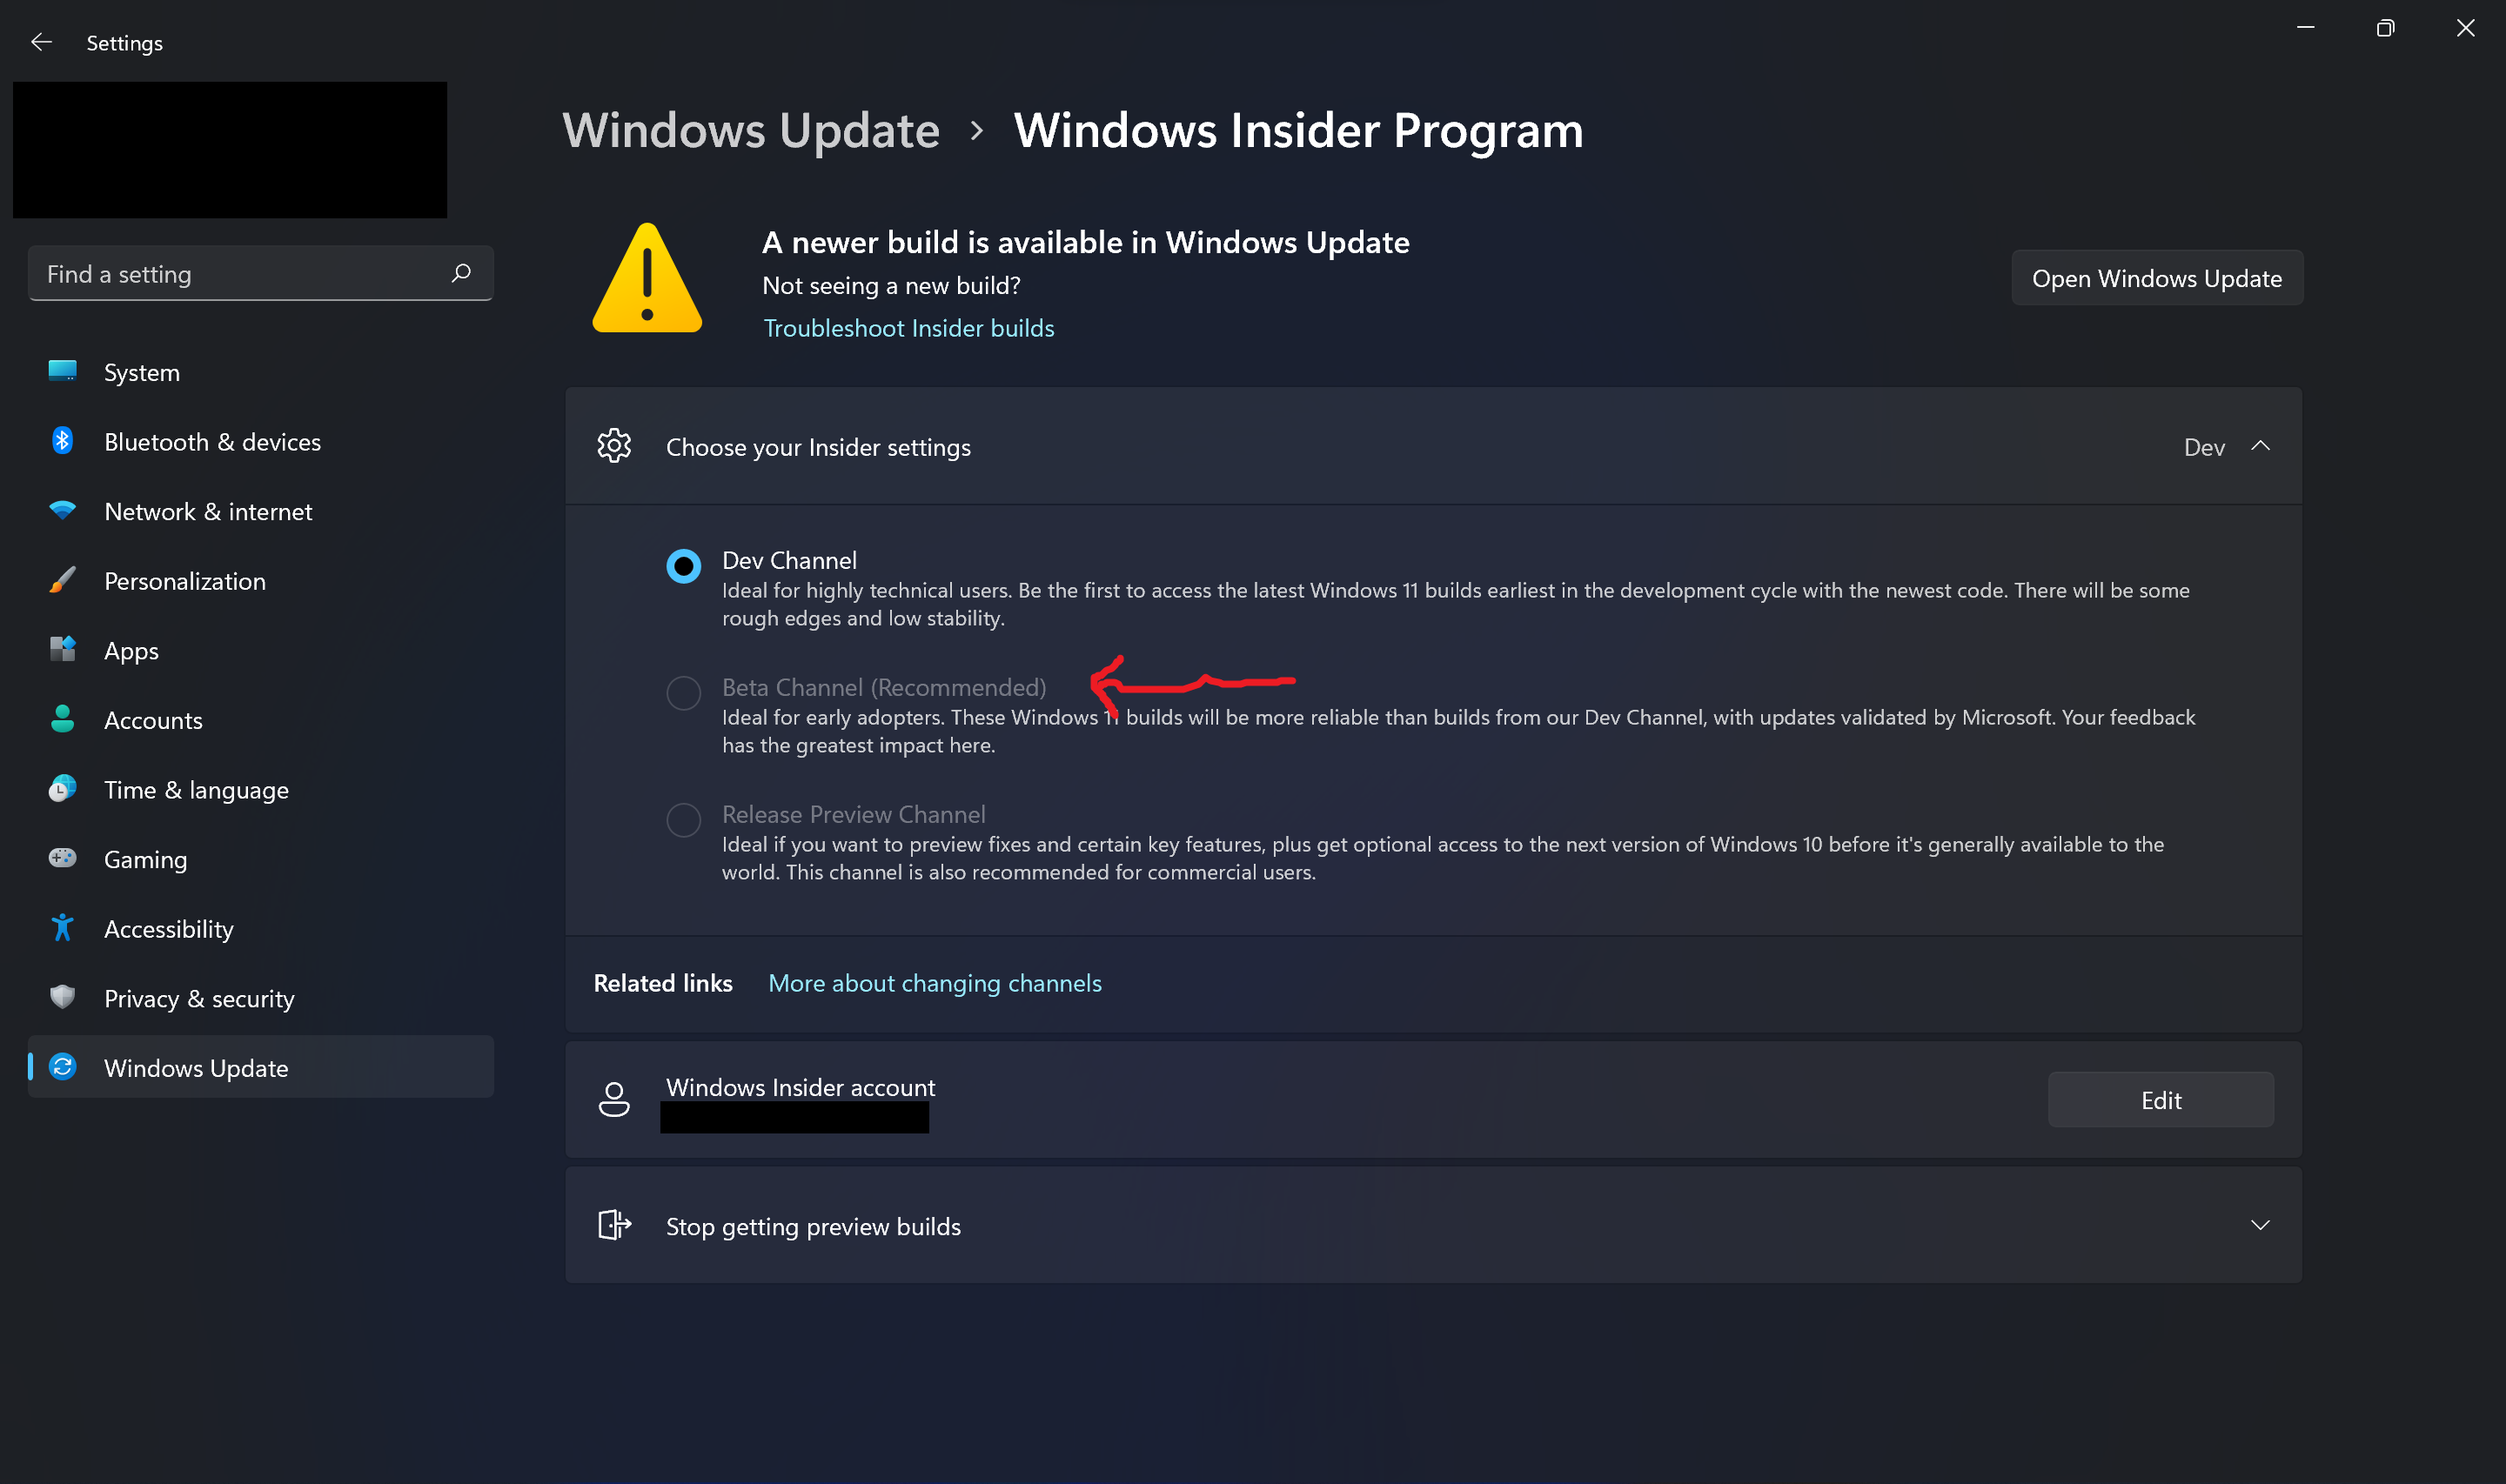 Settings
Windows Update > Windows Insider Program
A newer build is available in Windows Update
Not seeing a new build?
Troubleshoot Insider builds
Open Windows Update
Find a setting
System
Bluetooth & devices
Network & internet
Personalization
Apps
Accounts
Time & language
Gaming
Accessibility
Privacy & security
Windows Update
Choose your Insider settings
Dev
Dev Channel
Ideal for highly technical users. Be the first to access the latest Windows 11 builds earliest in the development cycle with the newest code. There will be some
rough edges and low stability.
Beta Channel (Recommended)
Ideal for early adopters. These Windows 11 builds will be more reliable than builds from our Dev Channel, with updates validated by Microsoft. Your feedback
has the greatest impact here.
Release Preview Channel
Ideal if you want to preview fixes and certain key features, plus get optional access to the next version of Windows 10 before it's generally available to the
world. This channel is also recommended for commercial users.
Related links More about changing channels
Windows Insider account
Edit
Stop getting preview builds